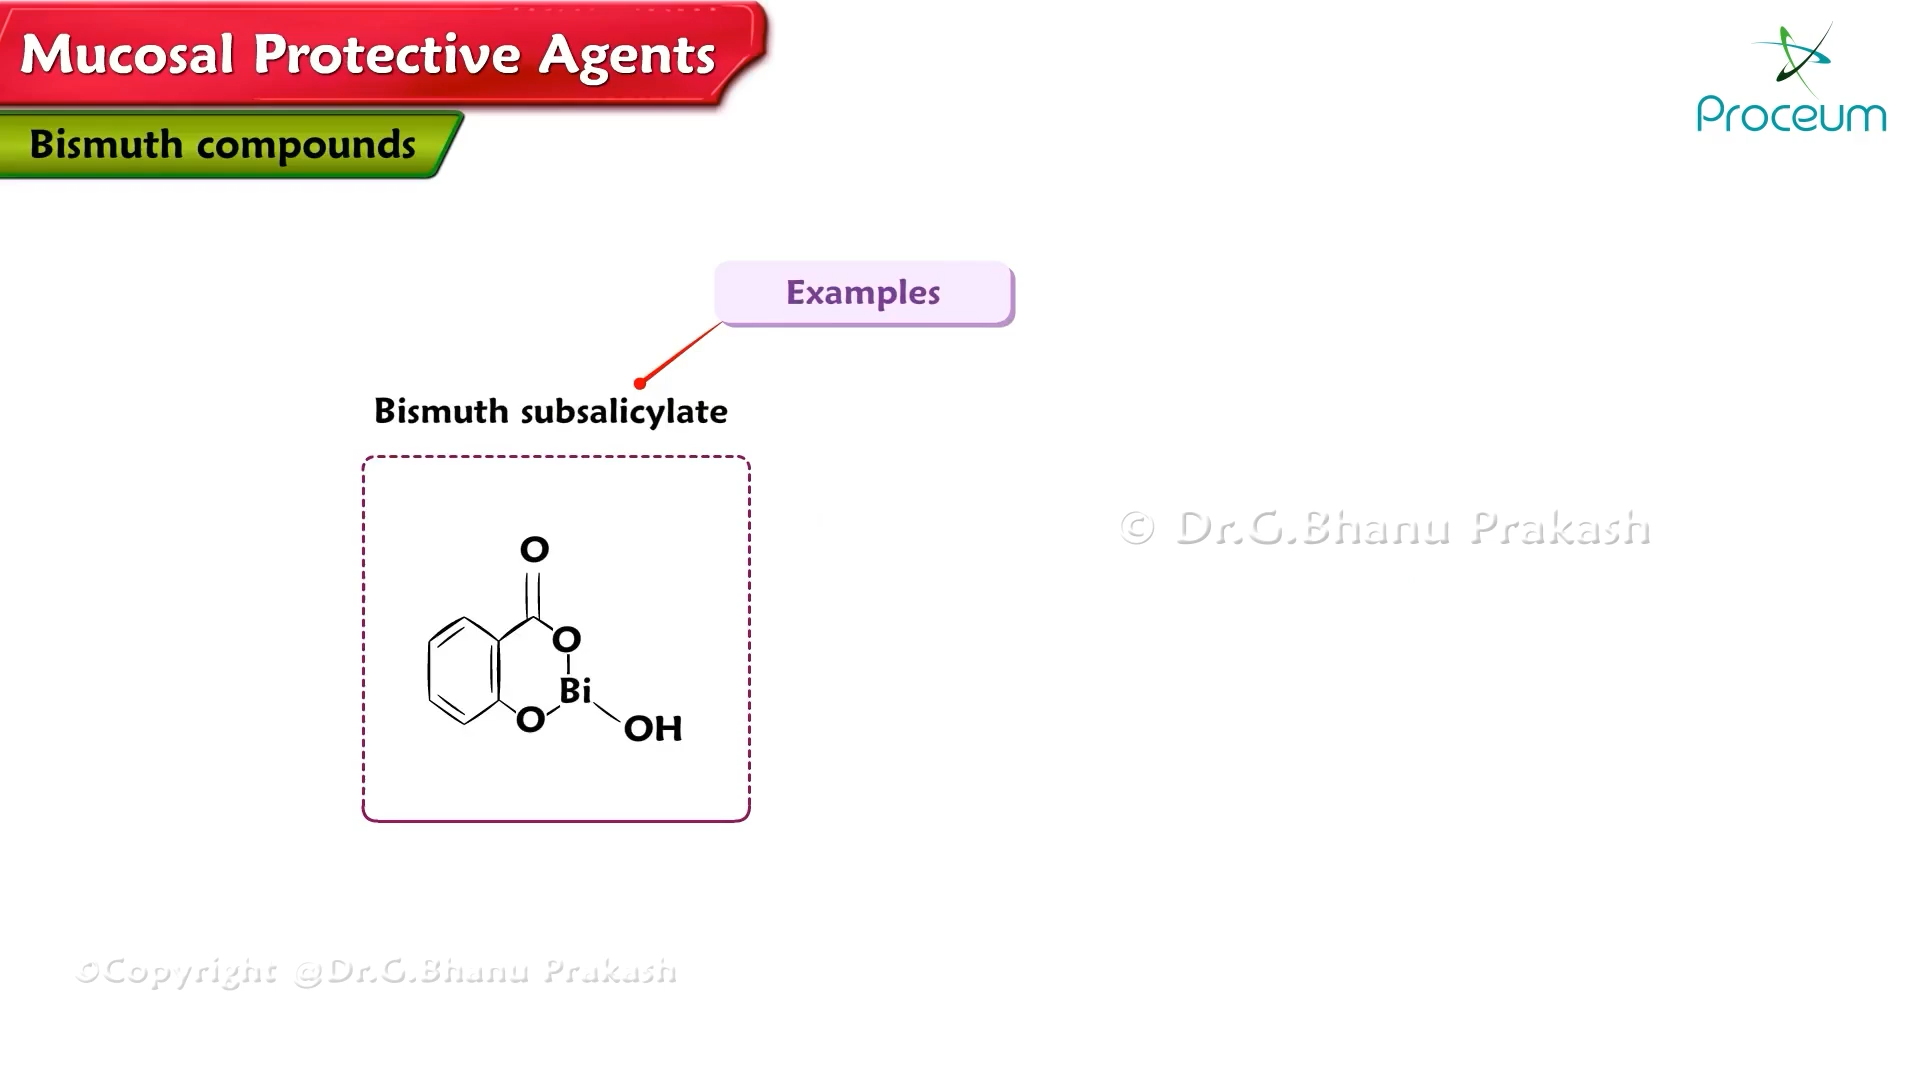 Mucosal Protective Agents
Proceum
Bismuth compounds
Examples
Bismuth subsalicylate
© Dr.G.Bhanu Prakash
O
O
Bi
O
OH
©Copyright @Dr.G.Bhanu Prakash